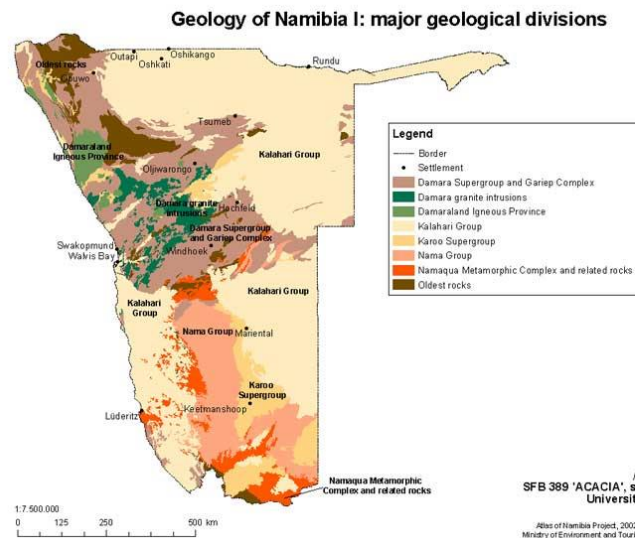 Geology of Namibia I: major geological divisions
Oshikango
Outapi
Oshkati
Rundu
Oldest rocks
Opuwo
Tsumeb
Damaraland
Igneous Province
Kalahari Group
Otjiwarongo
Damara granite
intrusions
Hochfeld
Damara Supergroup
and Gariep Complex
Swakopmund
Walvis Bay
Windhoek
Kalahari
Group
Kalahari Group
Nama Group
Mariental
Karoo
Supergroup
Lüderitz
Keetmanshoop
Namaqua Metamorphic
Complex and related rocks
Legend
Border
Settlement
Damara Supergroup and Gariep Complex
Damara granite intrusions
Damaraland Igneous Province
Kalahari Group
Karoo Supergroup
Nama Group
Namaqua Metamorphic Complex and related rocks
Oldest rocks
1:7.500.000
0 125 250 500 km
SFB 389 'ACACIA', s
Universit
Atlas of Namibia Project, 2002
Ministry of Environment and Touri